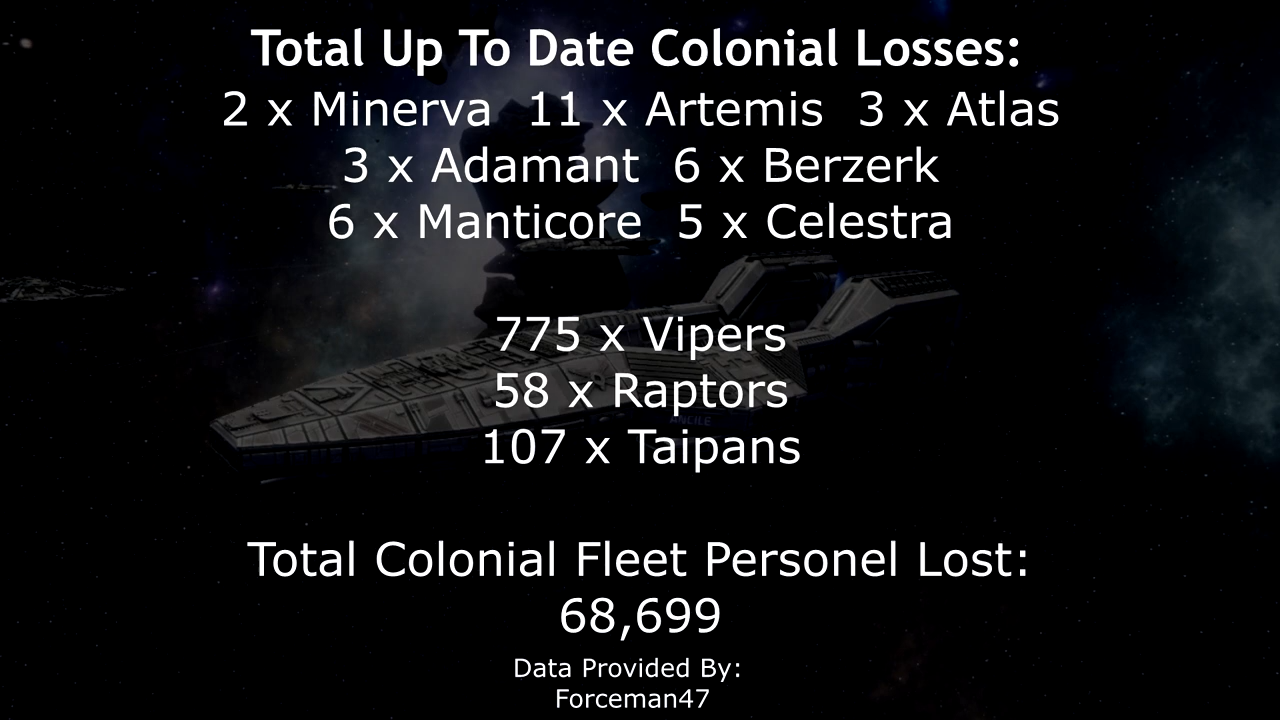 Total Up To Date Colonial Losses:
2 x Minerva 11 x Artemis 3 x Atlas
3 x Adamant 6 x Berzerk
6 x Manticore 5 x Celestra
775 x Vipers
58 x Raptors
ANCILE
107 x Taipans
Total Colonial Fleet Personel Lost:
68,699
Data Provided By:
Forceman47